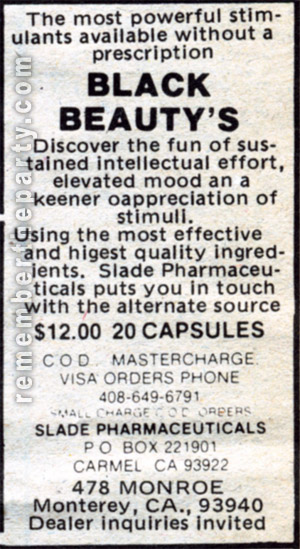 The most powerful stim-
ulants available without a
prescription
BLACK
BEAUTY'S
Discover the fun of sus-
tained intellectual effort,
elevated mood an a
keener oappreciation of
stimuli.
Using the most effective
and higest quality ingred-
ients. Slade Pharmaceu-
ticals puts you in touch
with the alternate source
$12.00 20 CAPSULES
C.O.D. MASTERCHARGE.
VISA ORDERS PHONE
408-649-6791
SMALL CHARGE C.O.D. ORDERS
SLADE PHARMACEUTICALS
P O BOX 221901
CARMEL CA 93922
478 MONROE
Monterey, CA., 93940
Dealer inquiries invited
remembertheparty.com